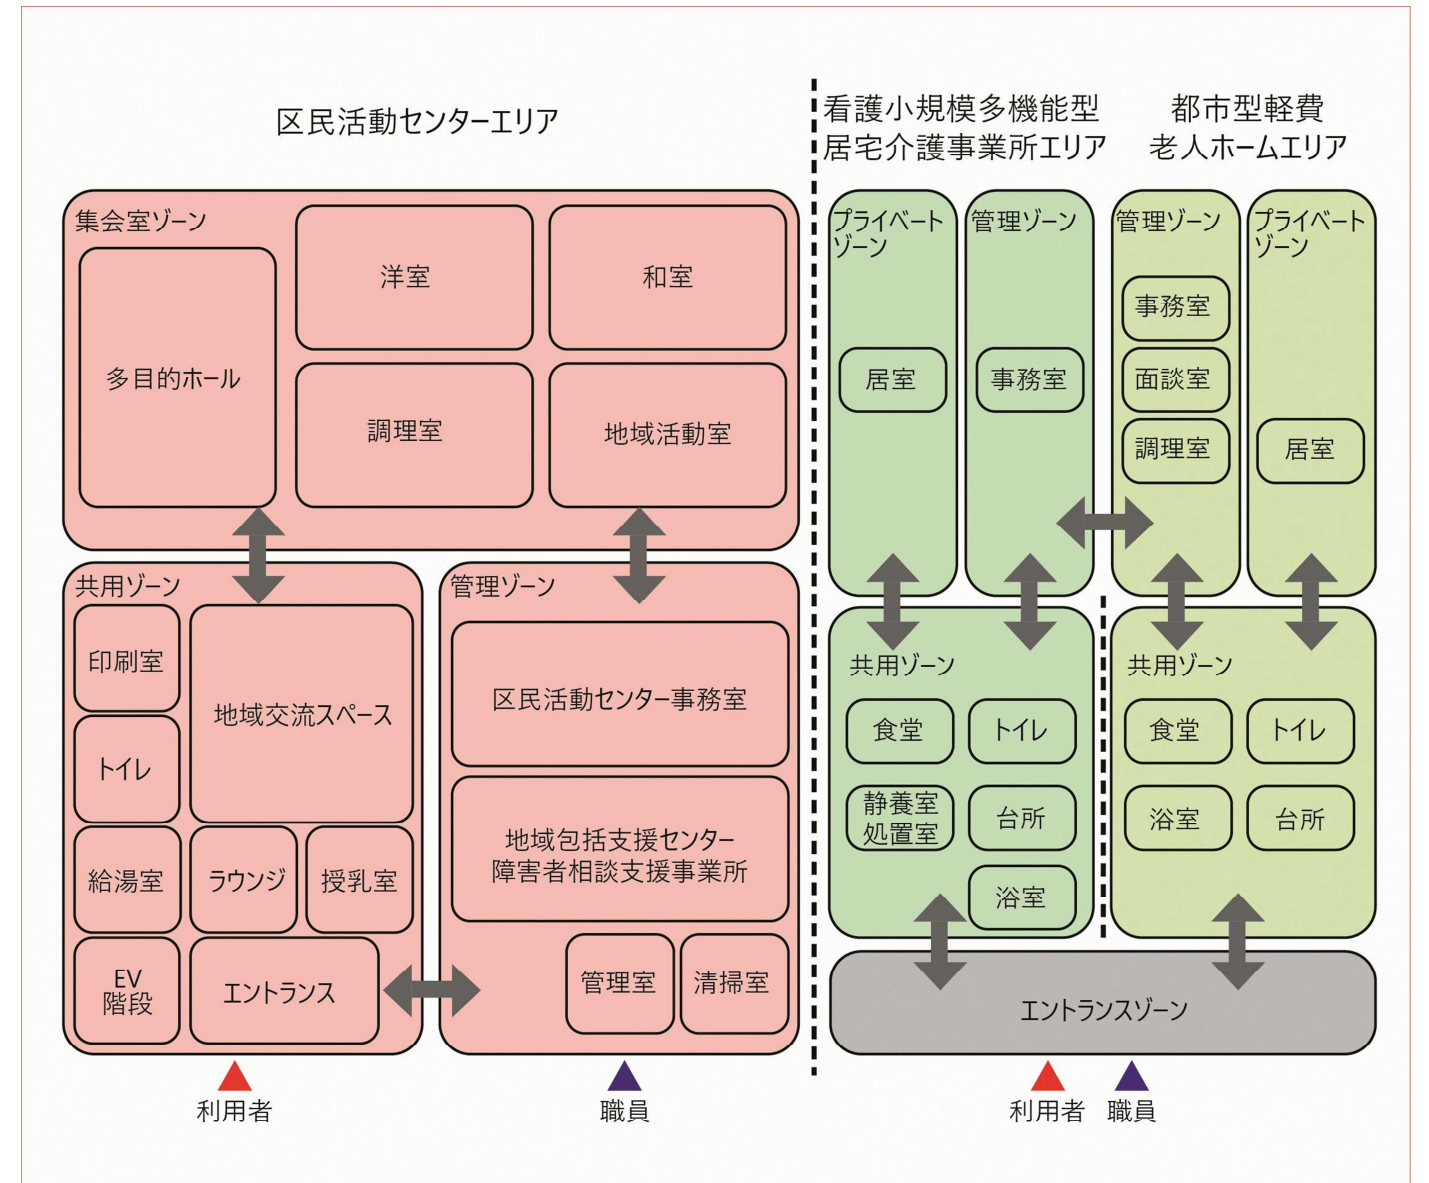 区民活動センターエリア
集会室ゾーン
多目的ホール
洋室
和室
調理室
地域活動室
共用ゾーン
印刷室
地域交流スペース
トイレ
給湯室
ラウンジ
授乳室
EV
階段
エントランス
管理ゾーン
区民活動センター事務室
地域包括支援センター
障害者相談支援事業所
管理室
清掃室
利用者
職員
看護小規模多機能型
居宅介護事業所エリア
プライベート
ゾーン
居室
管理ゾーン
事務室
共用ゾーン
食堂
トイレ
静養室
処置室
台所
浴室
都市型軽費
老人ホームエリア
管理ゾーン
事務室
面談室
調理室
プライベート
ゾーン
居室
共用ゾーン
食堂
トイレ
浴室
台所
エントランスゾーン
利用者
職員